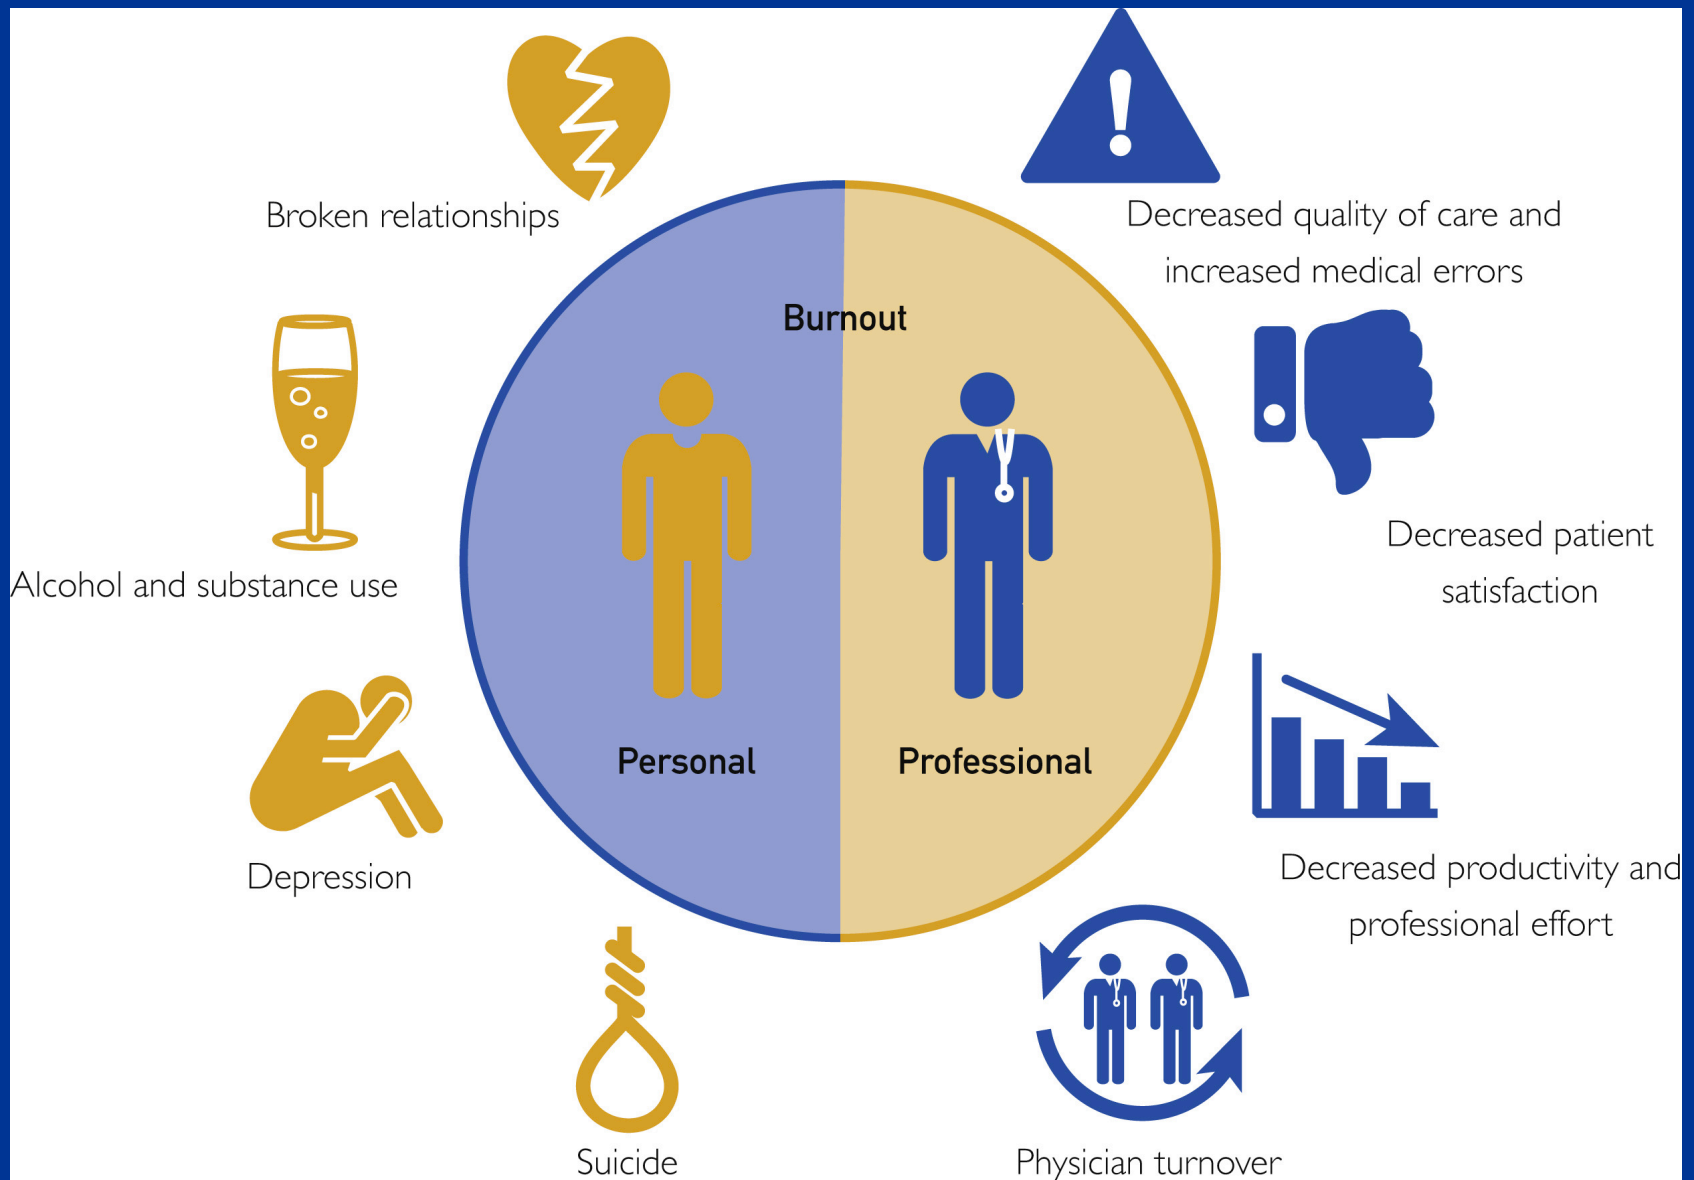 Broken relationships
Decreased quality of care and
increased medical errors
Burnout
Alcohol and substance use
Decreased patient
satisfaction
Personal
Professional
Depression
Decreased productivity and
professional effort
Suicide
Physician turnover